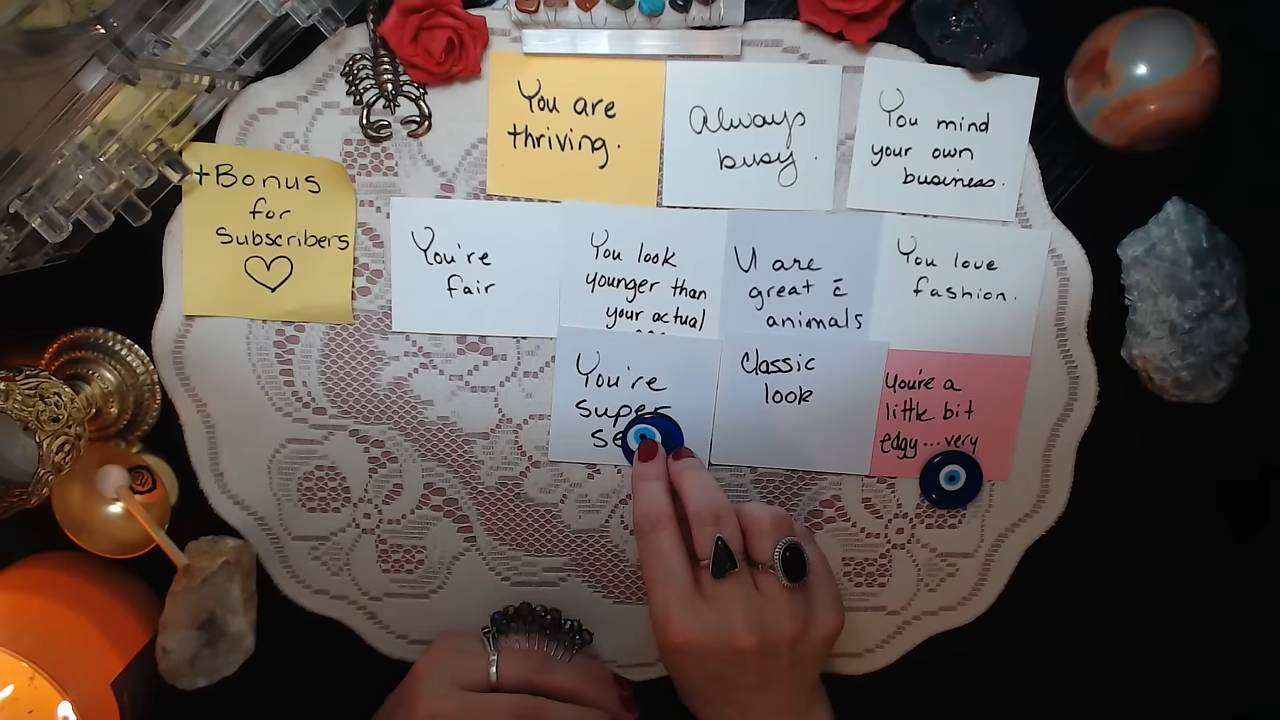 You are
thriving.
Always
busy.
You mind
your own
business.
+Bonus
for
Subscribers
You're
fair
You look
younger than
your actual
U are
great c̄
animals
You love
fashion.
You're
super
Classic
look
You're a
little bit
edgy...very